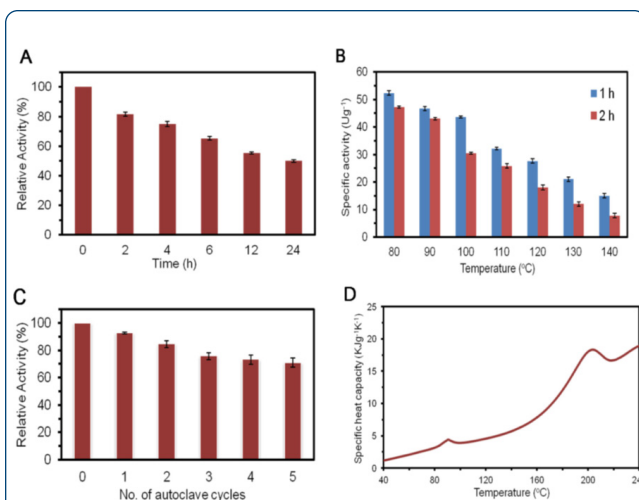 A
Relative Activity (%)
100
80
60
40
20
0
0 2 4 6 12 24
Time (h)
B
Specific activity (Ug-1)
60
50
40
30
20
10
0
1 h
2 h
80 90 100 110 120 130 140
Temperature (⁰C)
C
Relative Activity (%)
100
80
60
40
20
0
0 1 2 3 4 5
No. of autoclave cycles
D
Specific heat capacity (KJg-1K-1)
25
20
15
10
5
0
40 80 120 160 200 24
Temperature (⁰C)